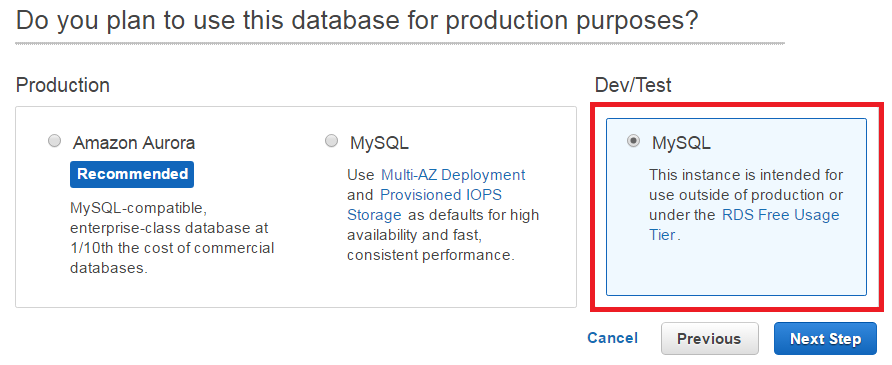 Do you plan to use this database for production purposes?
Production
Amazon Aurora
Recommended
MySQL-compatible,
enterprise-class database at
1/10th the cost of commercial
databases.
MySQL
Use Multi-AZ Deployment
and Provisioned IOPS
Storage as defaults for high
availability and fast,
consistent performance.
Dev/Test
MySQL
This instance is intended for
use outside of production or
under the RDS Free Usage
Tier.
Cancel
Previous
Next Step